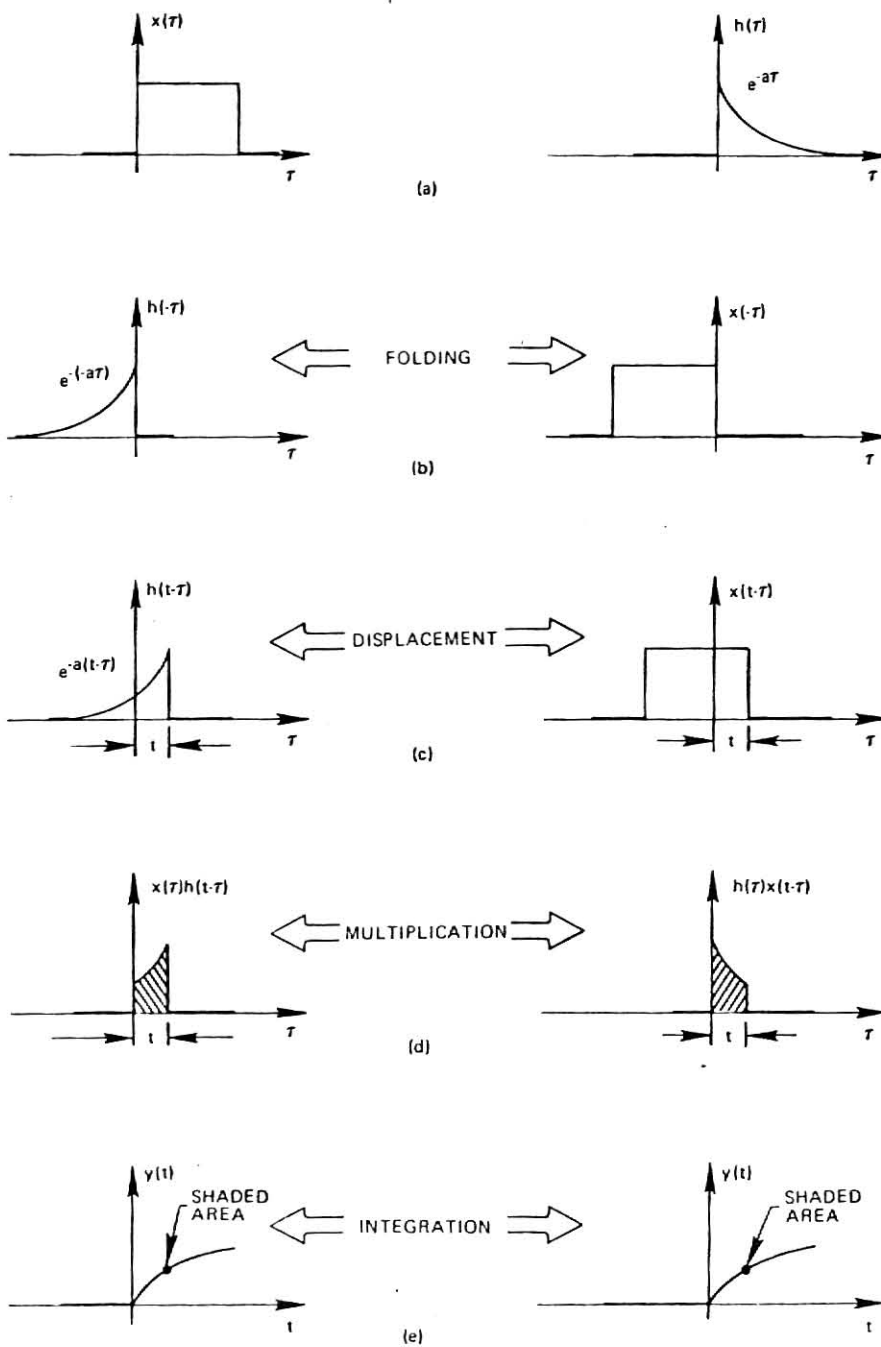 x(τ)
h(τ)
e^-aτ
τ
τ
(a)
h(-τ)
x(-τ)
e^-(-aτ)
FOLDING
τ
τ
(b)
h(t-τ)
x(t-τ)
e^-a(t-τ)
DISPLACEMENT
t
τ
t
τ
(c)
x(τ)h(t-τ)
h(τ)x(t-τ)
MULTIPLICATION
t
τ
t
τ
(d)
y(t)
y(t)
SHADED
AREA
SHADED
AREA
INTEGRATION
t
t
(e)